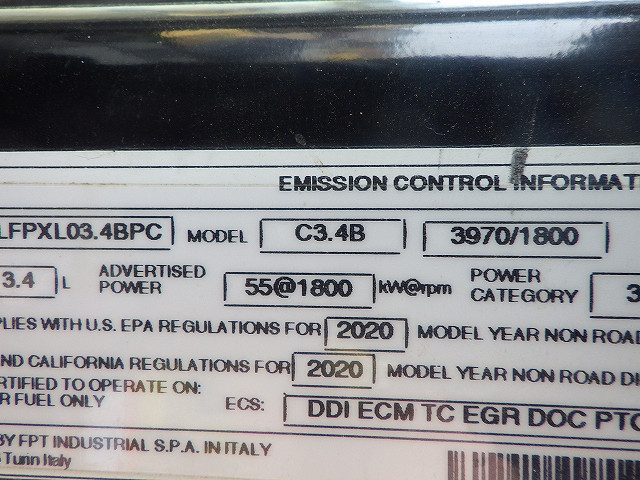 EMISSION CONTROL INFORMAT
LFPXL03.4BPC MODEL C3.4B 3970/1800
3.4 L ADVERTISED POWER 55@1800 kW@rpm POWER CATEGORY 3
PLIES WITH U.S. EPA REGULATIONS FOR 2020 MODEL YEAR NON ROAD
ND CALIFORNIA REGULATIONS FOR 2020 MODEL YEAR NON ROAD DI
RTIFIED TO OPERATE ON:
R FUEL ONLY ECS: DDI ECM TC EGR DOC PTO
BY FPT INDUSTRIAL S.P.A. IN ITALY
Turin Italy